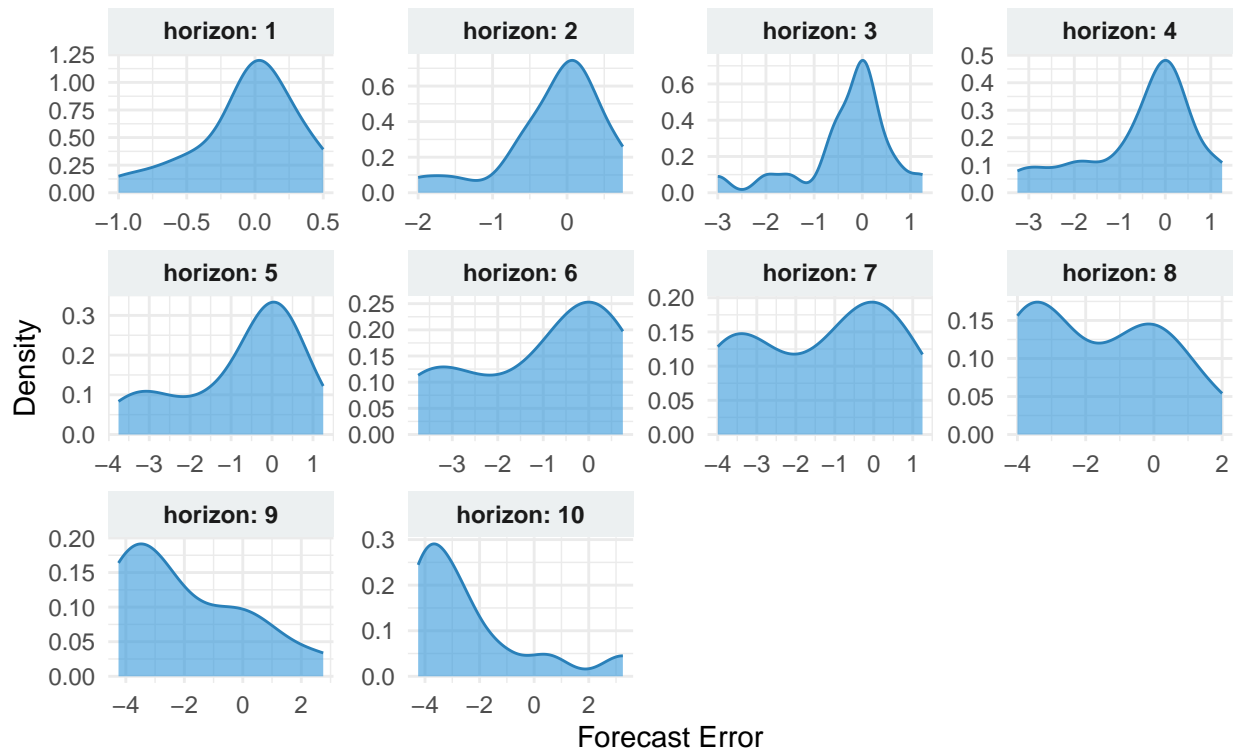 horizon: 1
horizon: 2
horizon: 3
horizon: 4
1.25
1.00
0.75
0.50
0.25
0.00
0.6
0.4
0.2
0.0
0.6
0.4
0.2
0.0
0.5
0.4
0.3
0.2
0.1
0.0
−1.0 −0.5 0.0 0.5
−2 −1 0
−3 −2 −1 0 1
−3 −2 −1 0 1
horizon: 5
horizon: 6
horizon: 7
horizon: 8
0.3
0.2
0.1
0.0
0.25
0.20
0.15
0.10
0.05
0.00
0.20
0.15
0.10
0.05
0.00
0.15
0.10
0.05
0.00
−4 −3 −2 −1 0 1
−3 −2 −1 0
−4 −3 −2 −1 0 1
−4 −2 0 2
horizon: 9
horizon: 10
0.20
0.15
0.10
0.05
0.00
0.3
0.2
0.1
0.0
−4 −2 0 2
−4 −2 0 2
Density
Forecast Error